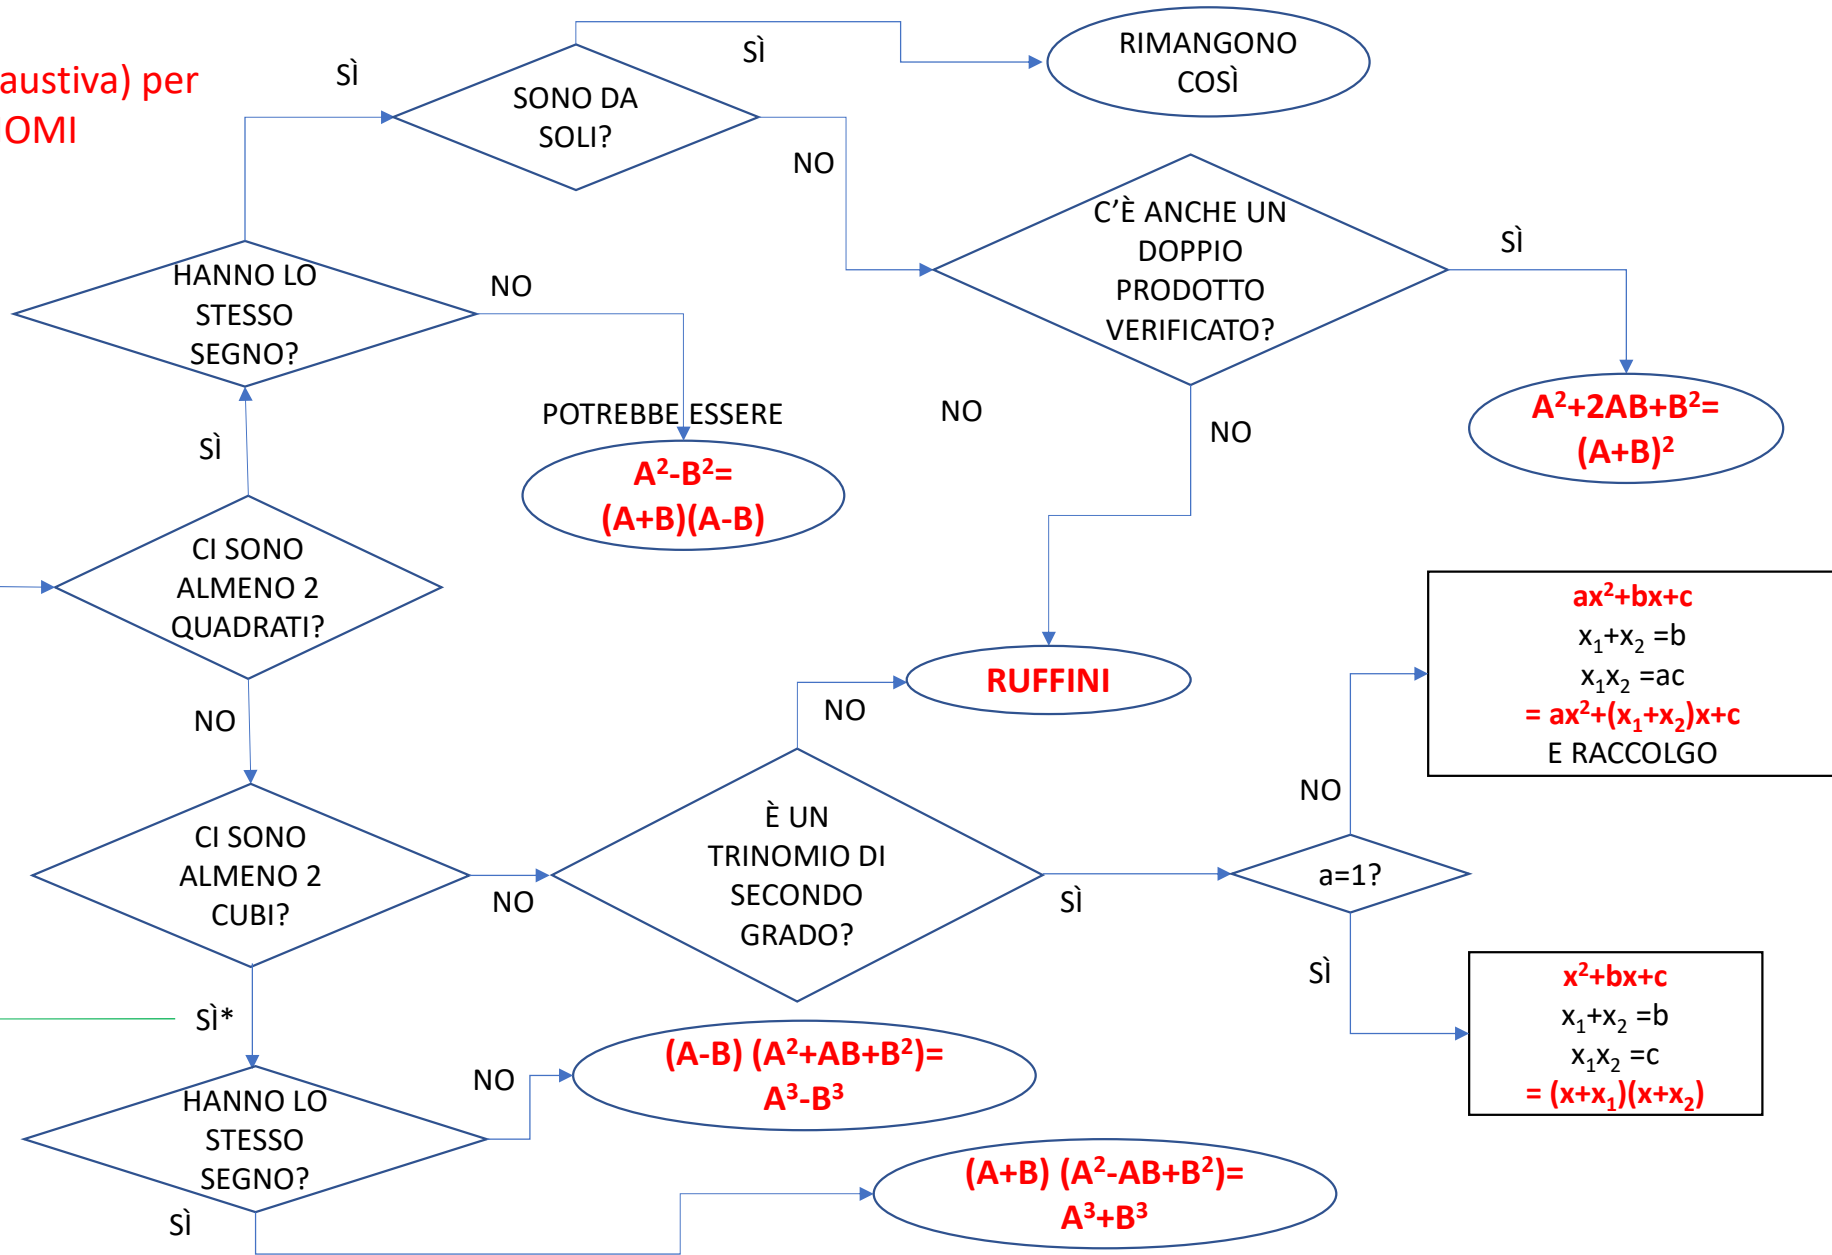 austiva) per
OMI
SÌ
SONO DA
SOLI?
SÌ
RIMANGONO
COSÌ
NO
C’È ANCHE UN
DOPPIO
PRODOTTO
VERIFICATO?
SÌ
HANNO LO
STESSO
SEGNO?
NO
POTREBBE ESSERE
A²-B²=
(A+B)(A-B)
NO
NO
A²+2AB+B²=
(A+B)²
SÌ
CI SONO
ALMENO 2
QUADRATI?
NO
RUFFINI
NO
ax²+bx+c
x₁+x₂ =b
x₁x₂ =ac
= ax²+(x₁+x₂)x+c
E RACCOLGO
NO
CI SONO
ALMENO 2
CUBI?
NO
È UN
TRINOMIO DI
SECONDO
GRADO?
SÌ
a=1?
SÌ
x²+bx+c
x₁+x₂ =b
x₁x₂ =c
= (x+x₁)(x+x₂)
SÌ*
HANNO LO
STESSO
SEGNO?
NO
(A-B) (A²+AB+B²)=
A³-B³
SÌ
(A+B) (A²-AB+B²)=
A³+B³